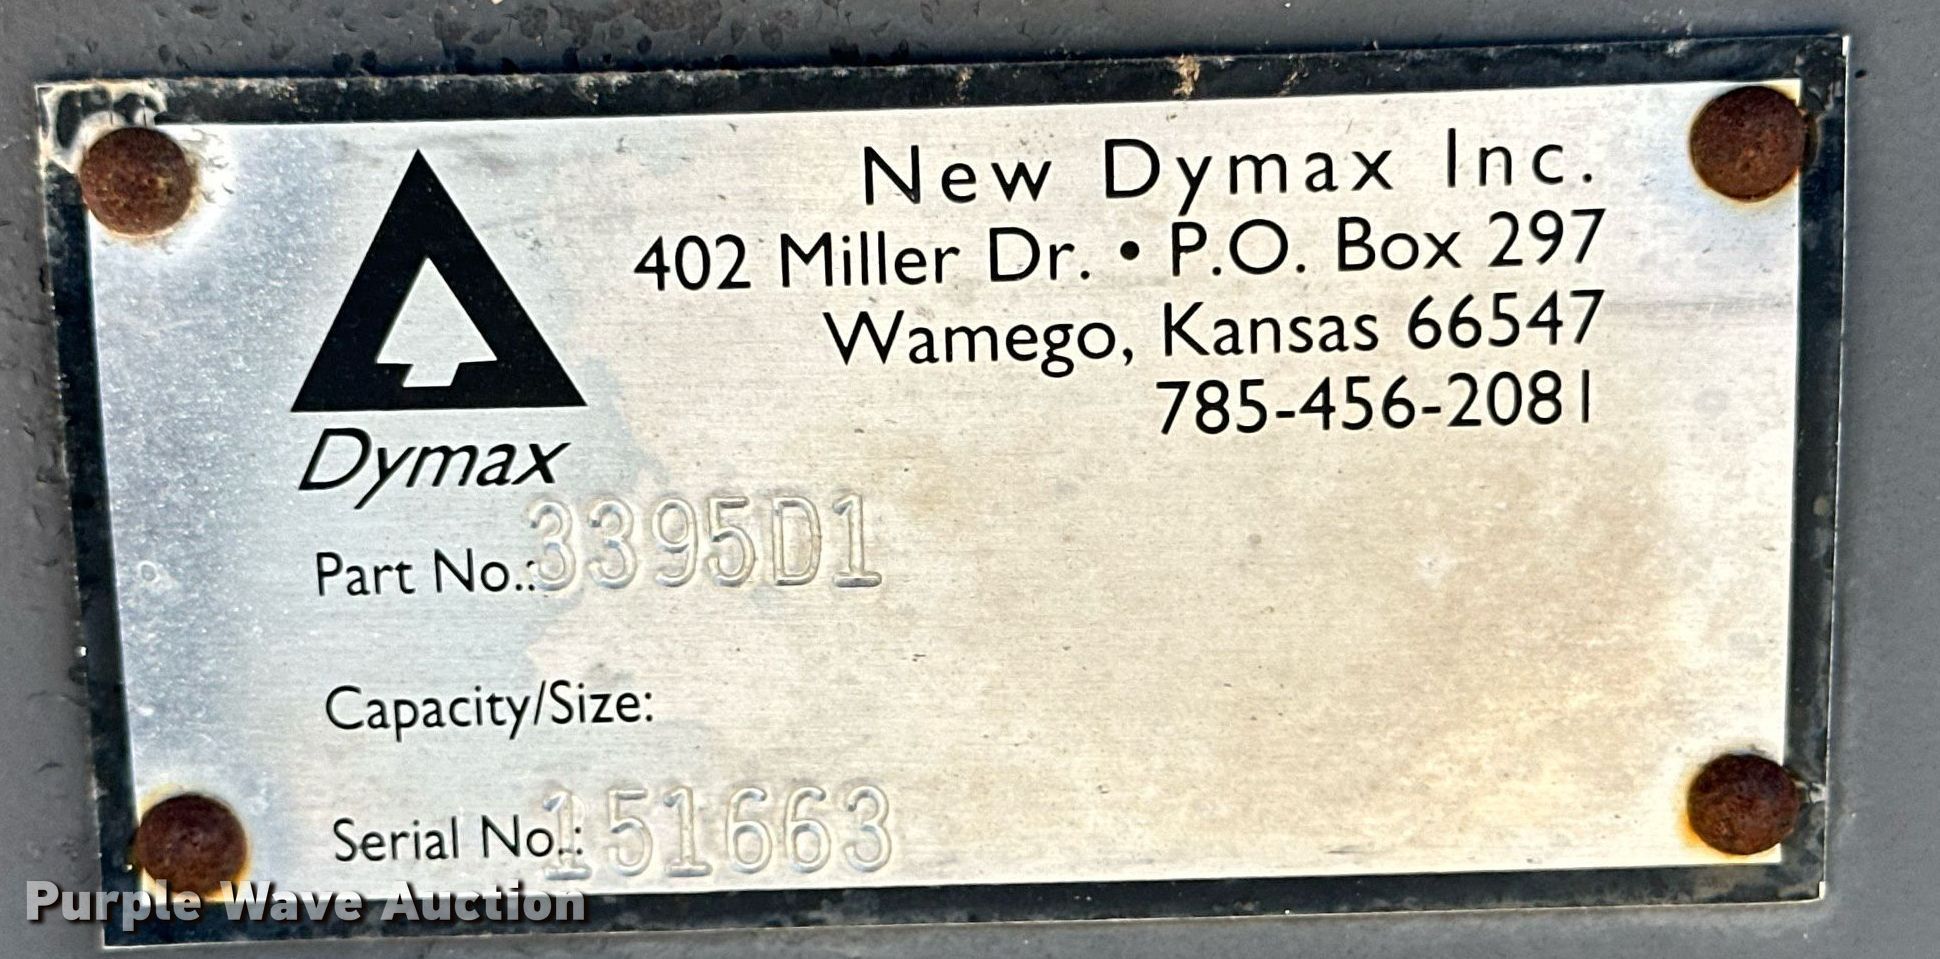 New Dymax Inc.
402 Miller Dr. • P.O. Box 297
Wamego, Kansas 66547
785-456-2081
Dymax
Part No.: 3395D1
Capacity/Size:
Serial No.: 151663
Purple Wave Auction